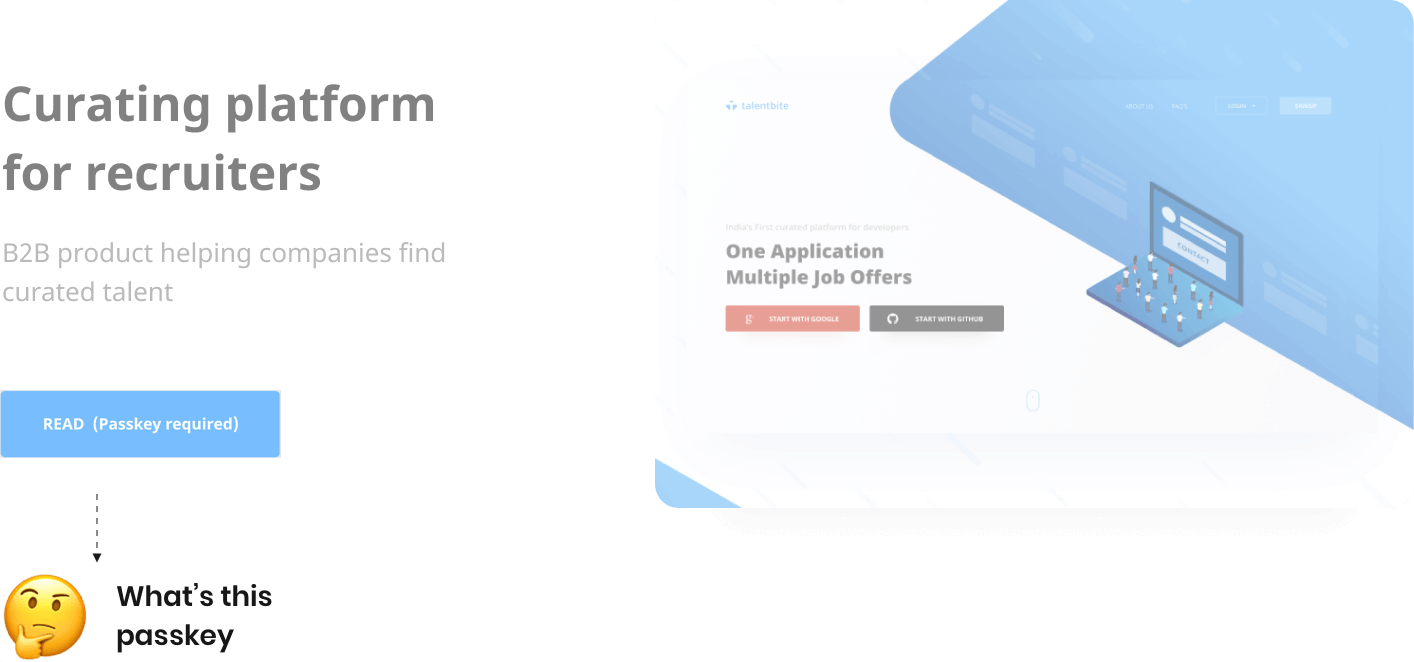 Curating platform
for recruiters
B2B product helping companies find
curated talent
READ (Passkey required)
What's this
passkey
talentbite
ABOUT US
FAQ'S
LOGIN
SIGNUP
India's First curated platform for developers
One Application
Multiple Job Offers
START WITH GOOGLE
START WITH GITHUB
CONTACT